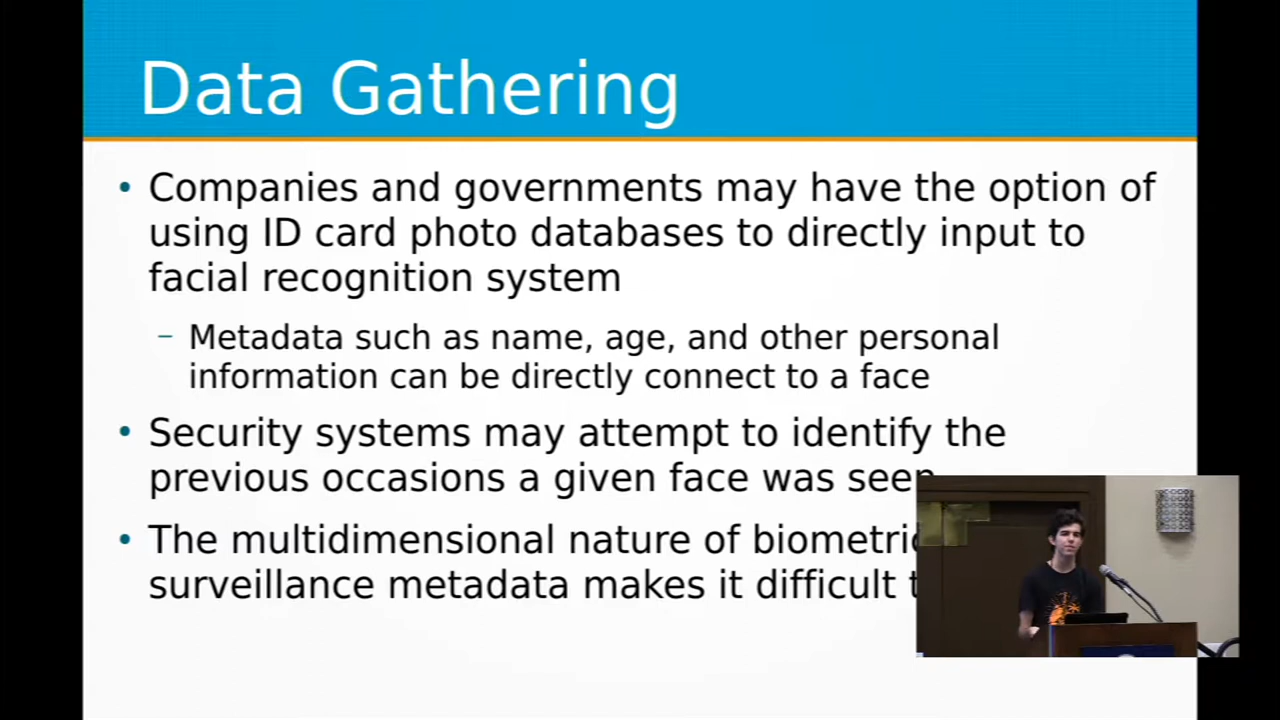 Data Gathering
• Companies and governments may have the option of
using ID card photo databases to directly input to
facial recognition system
– Metadata such as name, age, and other personal
information can be directly connect to a face
• Security systems may attempt to identify the
previous occasions a given face was seen
• The multidimensional nature of
surveillance metadata makes it difficult